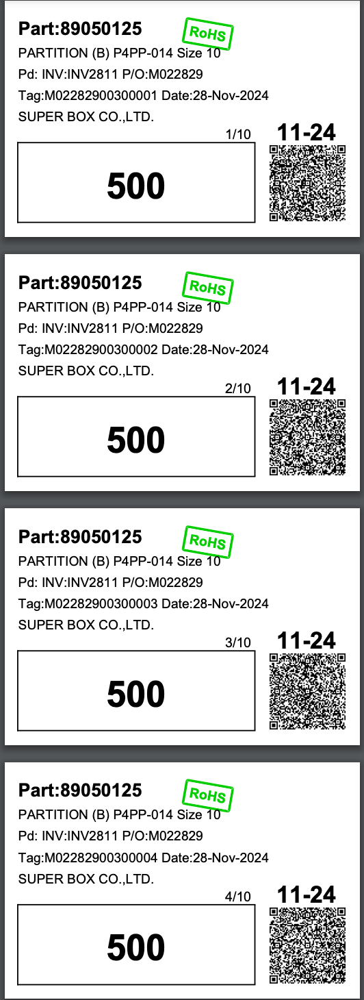 Part:89050125
RoHS
PARTITION (B) P4PP-014 Size 10
Pd: INV:INV2811 P/O:M022829
Tag:M02282900300001 Date:28-Nov-2024
SUPER BOX CO.,LTD.
1/10
11-24
500
Part:89050125
RoHS
PARTITION (B) P4PP-014 Size 10
Pd: INV:INV2811 P/O:M022829
Tag:M02282900300002 Date:28-Nov-2024
SUPER BOX CO.,LTD.
2/10
11-24
500
Part:89050125
RoHS
PARTITION (B) P4PP-014 Size 10
Pd: INV:INV2811 P/O:M022829
Tag:M02282900300003 Date:28-Nov-2024
SUPER BOX CO.,LTD.
3/10
11-24
500
Part:89050125
RoHS
PARTITION (B) P4PP-014 Size 10
Pd: INV:INV2811 P/O:M022829
Tag:M02282900300004 Date:28-Nov-2024
SUPER BOX CO.,LTD.
4/10
11-24
500